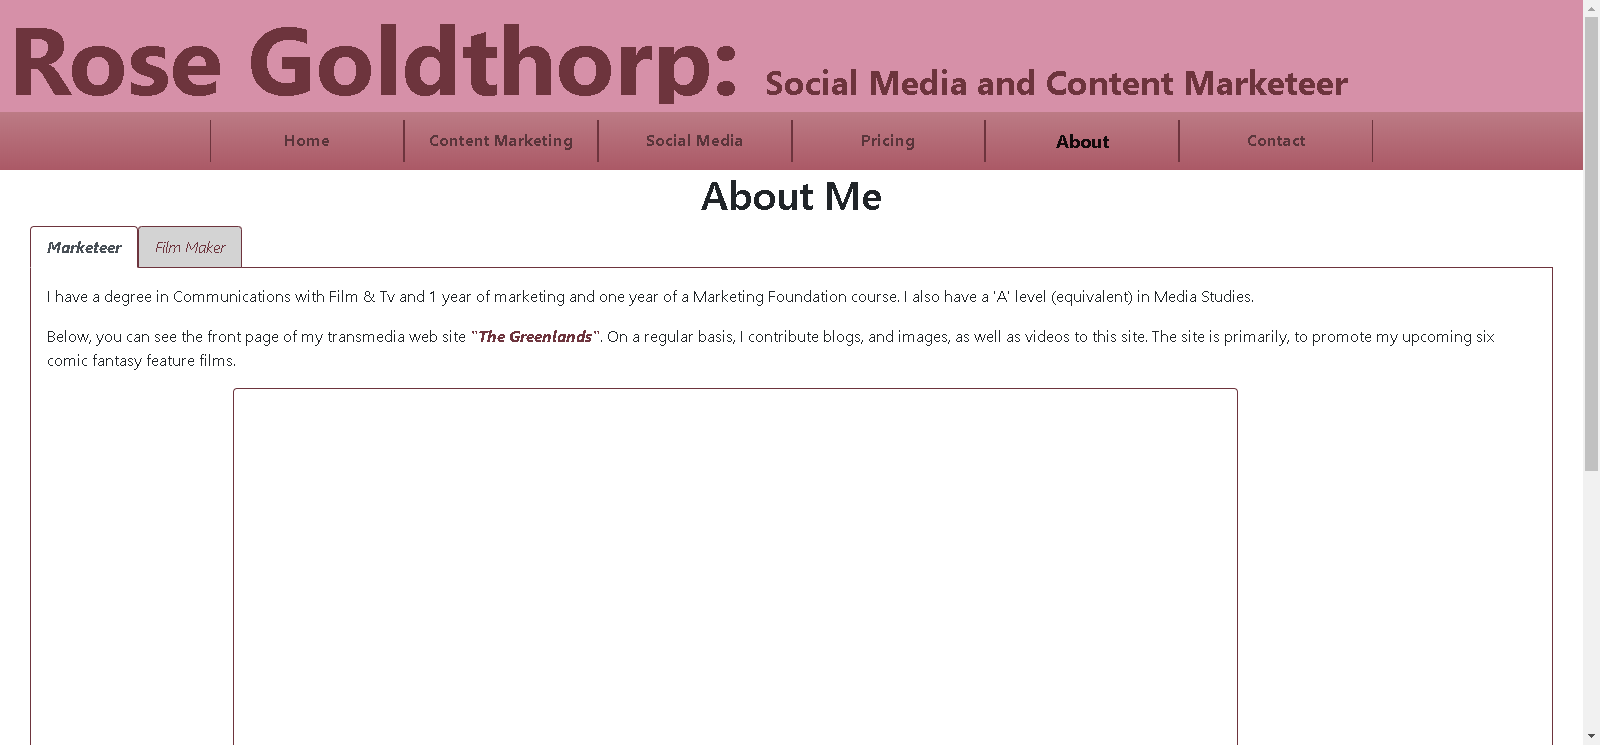 Rose Goldthorp: Social Media and Content Marketeer
Home Content Marketing Social Media Pricing About Contact
About Me
Marketeer Film Maker
I have a degree in Communications with Film & Tv and 1 year of marketing and one year of a Marketing Foundation course. I also have a 'A' level (equivalent) in Media Studies.
Below, you can see the front page of my transmedia web site "The Greenlands". On a regular basis, I contribute blogs, and images, as well as videos to this site. The site is primarily, to promote my upcoming six
comic fantasy feature films.